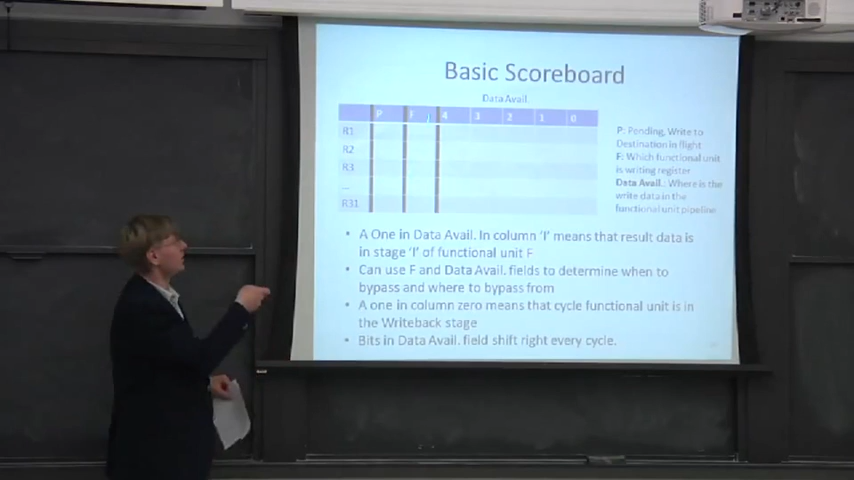 Basic Scoreboard
Data Avail.
P F 4 3 2 1 0
R1
R2
R3
...
R31
P: Pending, Write to
Destination in flight
F: Which functional unit
is writing register
Data Avail.: Where is the
write data in the
functional unit pipeline
• A One in Data Avail. In column 'I' means that result data is
in stage 'I' of functional unit F
• Can use F and Data Avail. fields to determine when to
bypass and where to bypass from
• A one in column zero means that cycle functional unit is in
the Writeback stage
• Bits in Data Avail. field shift right every cycle.